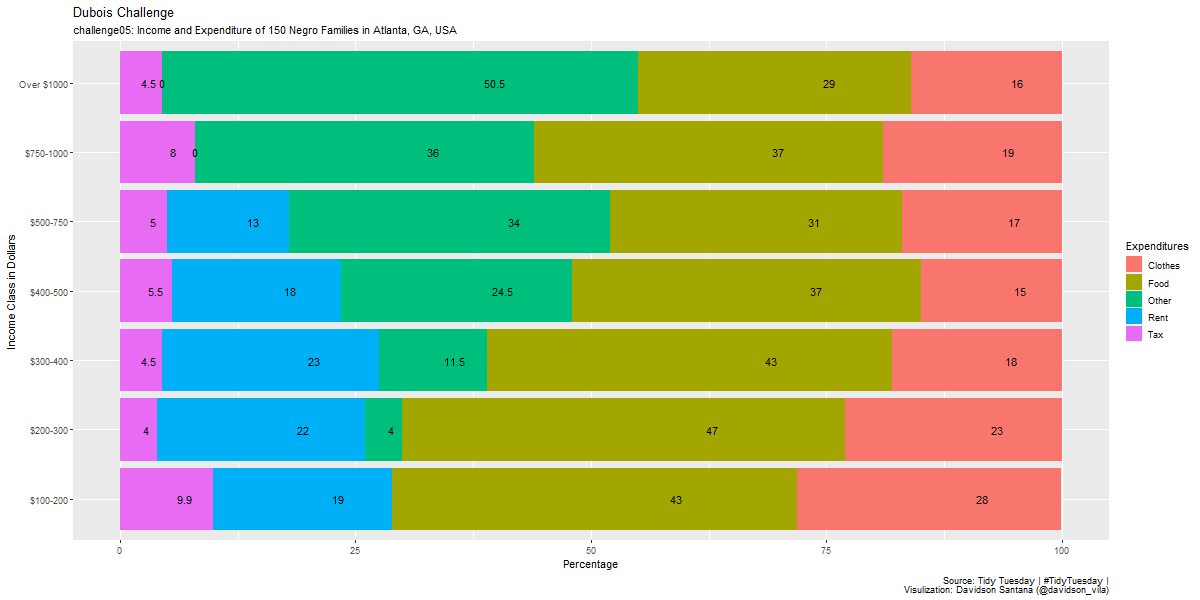 Dubois Challenge
challenge05: Income and Expenditure of 150 Negro Families in Atlanta, GA, USA
Over $1000
4.5 0 50.5 29 16
$750-1000
8 0 36 37 19
$500-750
5 13 34 31 17
$400-500
5.5 18 24.5 37 15
$300-400
4.5 23 11.5 43 18
$200-300
4 22 4 47 23
$100-200
9.9 19 43 28
0 25 50 75 100
Percentage
Income Class in Dollars
Expenditures
Clothes
Food
Other
Rent
Tax
Source: Tidy Tuesday | #TidyTuesday |
Visulization: Davidson Santana (@davidson_vila)